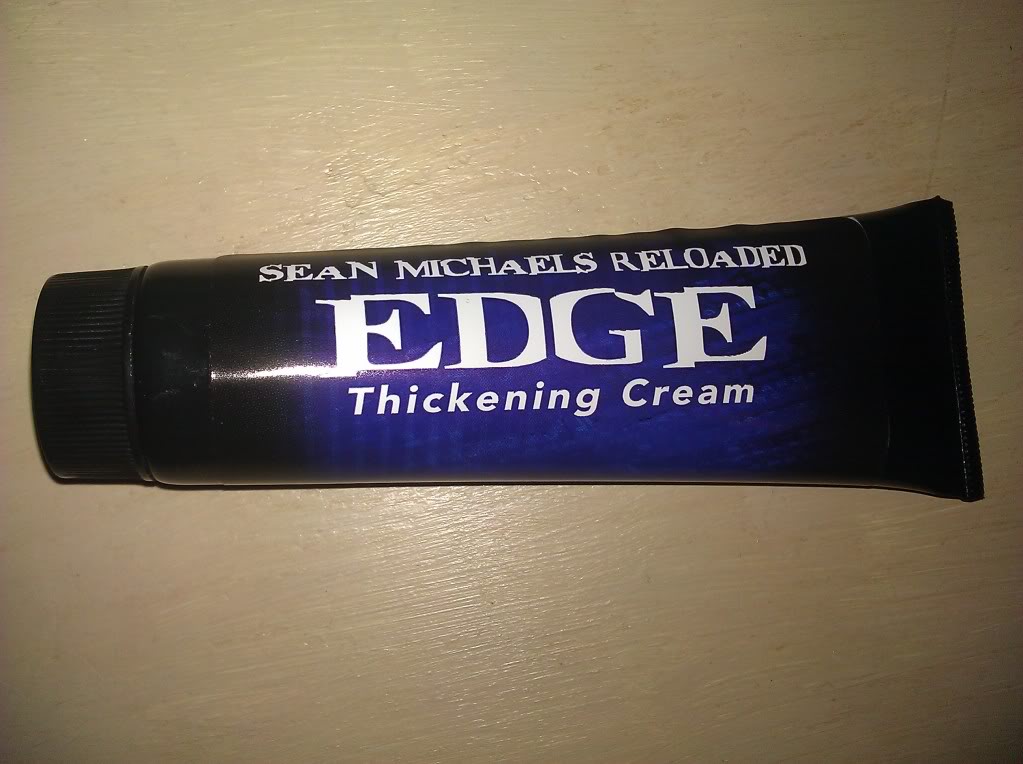 SEAN MICHAELS RELOADED
EDGE
Thickening Cream